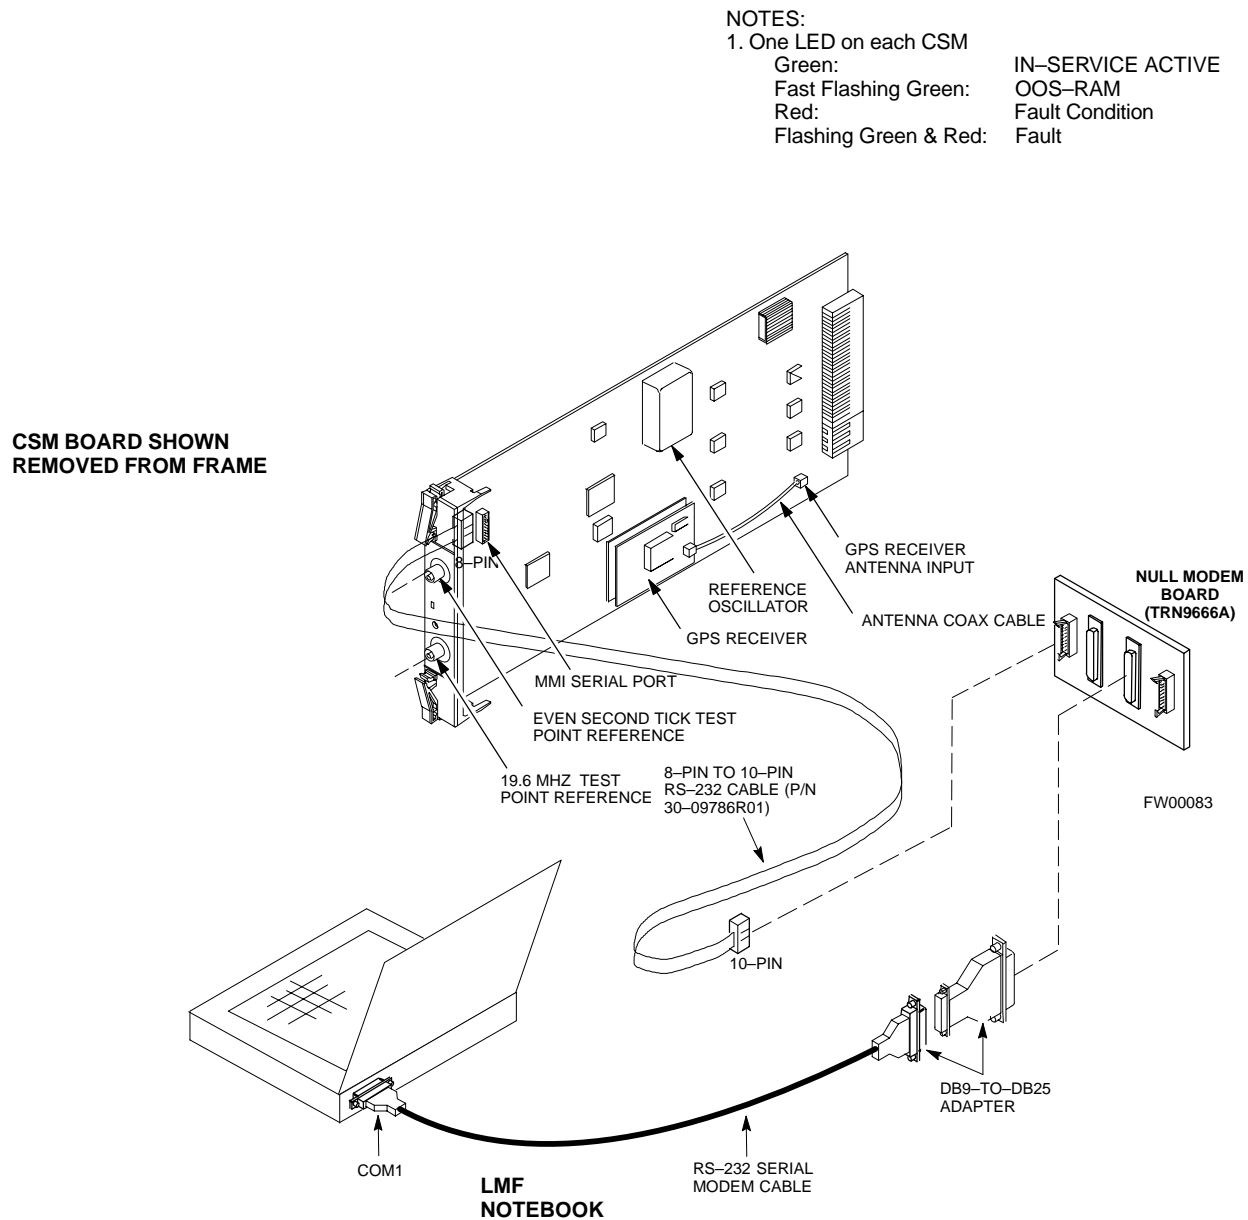 NOTES:
1. One LED on each CSM
Green: IN–SERVICE ACTIVE
Fast Flashing Green: OOS–RAM
Red: Fault Condition
Flashing Green & Red: Fault
CSM BOARD SHOWN
REMOVED FROM FRAME
8–PIN
GPS RECEIVER
ANTENNA INPUT
REFERENCE
OSCILLATOR
ANTENNA COAX CABLE
GPS RECEIVER
NULL MODEM
BOARD
(TRN9666A)
MMI SERIAL PORT
EVEN SECOND TICK TEST
POINT REFERENCE
19.6 MHZ TEST
POINT REFERENCE
8–PIN TO 10–PIN
RS–232 CABLE (P/N
30–09786R01)
FW00083
10–PIN
DB9–TO–DB25
ADAPTER
COM1
RS–232 SERIAL
MODEM CABLE
LMF
NOTEBOOK